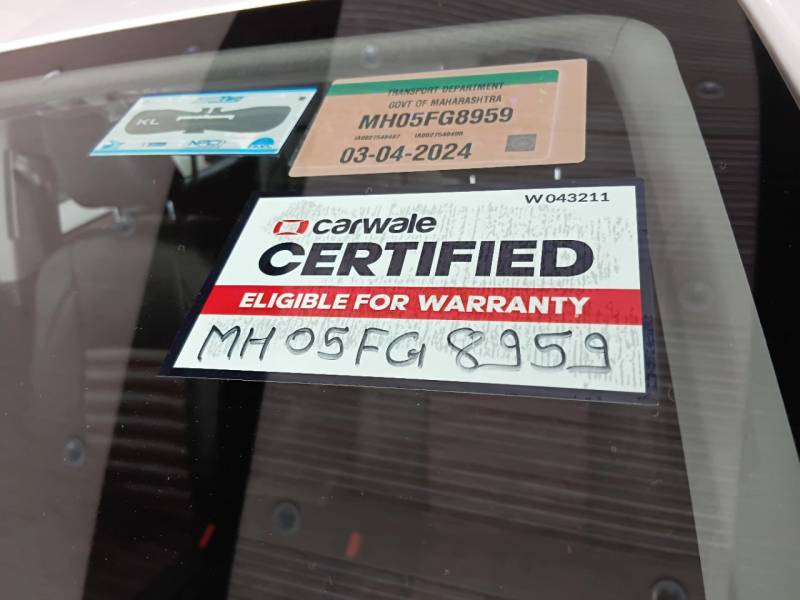 TRANSPORT DEPARTMENT
GOVT OF MAHARASHTRA
MH05FG8959
03-04-2024
KL
W043211
carwale
CERTIFIED
ELIGIBLE FOR WARRANTY
MH05FG8959